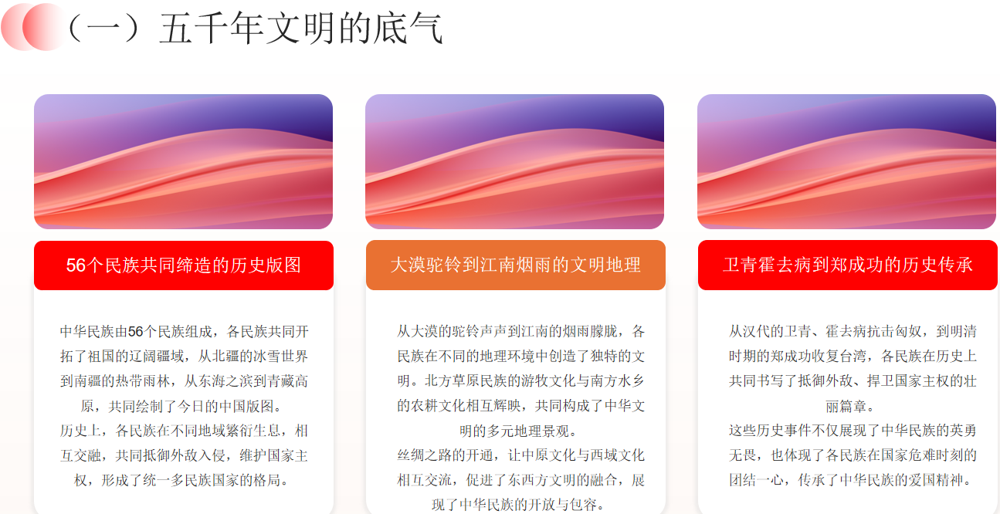 （一）五千年文明的底气
56个民族共同缔造的历史版图
中华民族由56个民族组成，各民族共同开
拓了祖国的辽阔疆域，从北疆的冰雪世界
到南疆的热带雨林，从东海之滨到青藏高
原，共同绘制了今日的中国版图。
历史上，各民族在不同地域繁衍生息，相
互交融，共同抵御外敌入侵，维护国家主
权，形成了统一多民族国家的格局。
大漠驼铃到江南烟雨的文明地理
从大漠的驼铃声声到江南的烟雨朦胧，各
民族在不同的地理环境中创造了独特的文
明。北方草原民族的游牧文化与南方水乡
的农耕文化相互辉映，共同构成了中华文
明的多元地理景观。
丝绸之路的开通，让中原文化与西域文化
相互交流，促进了东西方文明的融合，展
现了中华民族的开放与包容。
卫青霍去病到郑成功的历史传承
从汉代的卫青、霍去病抗击匈奴，到明清
时期的郑成功收复台湾，各民族在历史上
共同书写了抵御外敌、捍卫国家主权的壮
丽篇章。
这些历史事件不仅展现了中华民族的英勇
无畏，也体现了各民族在国家危难时刻的
团结一心，传承了中华民族的爱国精神。